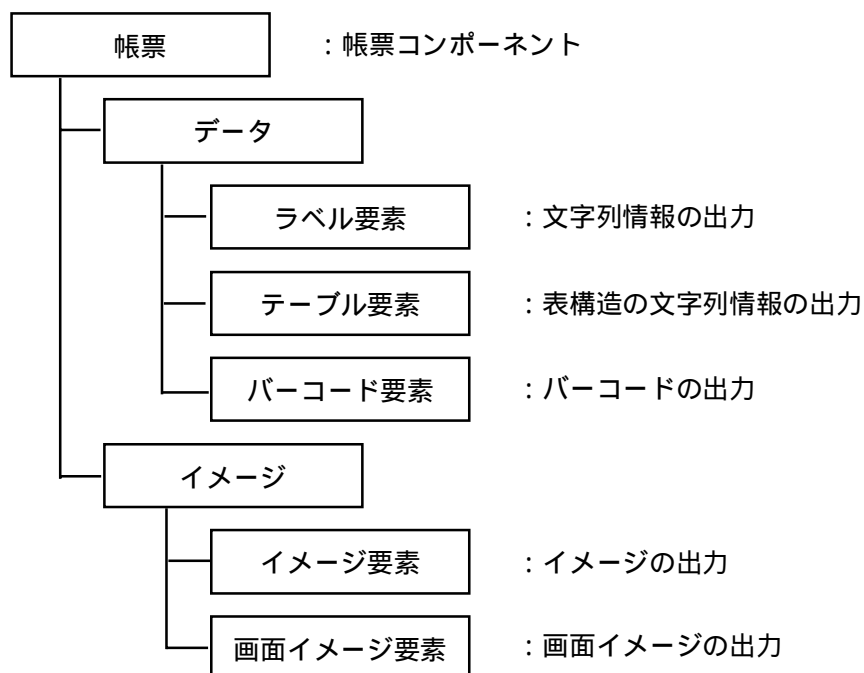 帳票 :帳票コンポーネント
データ
ラベル要素 :文字列情報の出力
テーブル要素 :表構造の文字列情報の出力
バーコード要素 :バーコードの出力
イメージ
イメージ要素 :イメージの出力
画面イメージ要素 :画面イメージの出力